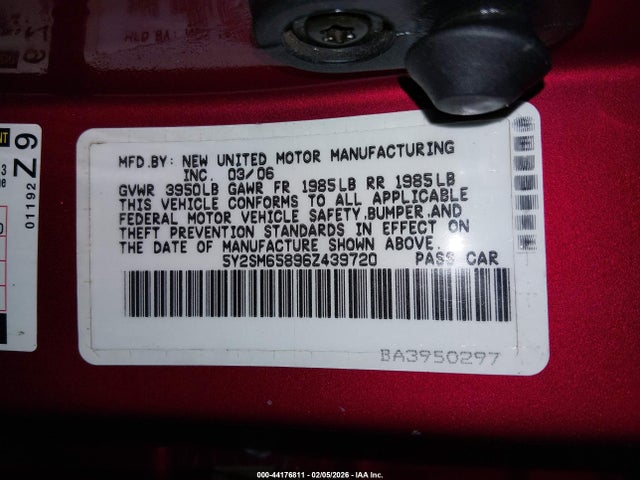 MFD.BY: NEW UNITED MOTOR MANUFACTURING
INC. 03/06
GVWR 3950LB GAWR FR 1985LB RR 1985LB
THIS VEHICLE CONFORMS TO ALL APPLICABLE
FEDERAL MOTOR VEHICLE SAFETY,BUMPER,AND
THEFT PREVENTION STANDARDS IN EFFECT ON
THE DATE OF MANUFACTURE SHOWN ABOVE.
5Y2SM65896Z439720 PASS CAR
BA3950297
Z 9
01192
000-44176811 - 02/05/2026 - IAA Inc.